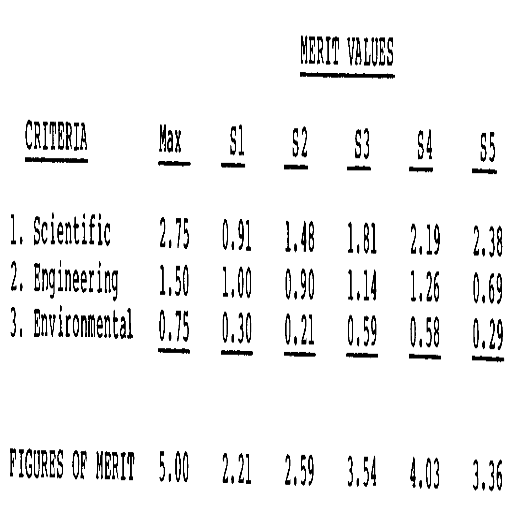 MERIT VALUES
CRITERIA Max S1 S2 S3 S4 S5
1. Scientific 2.75 0.91 1.48 1.81 2.19 2.38
2. Engineering 1.50 1.00 0.90 1.14 1.26 0.69
3. Environmental 0.75 0.30 0.21 0.59 0.58 0.29
FIGURES OF MERIT 5.00 2.21 2.59 3.54 4.03 3.36